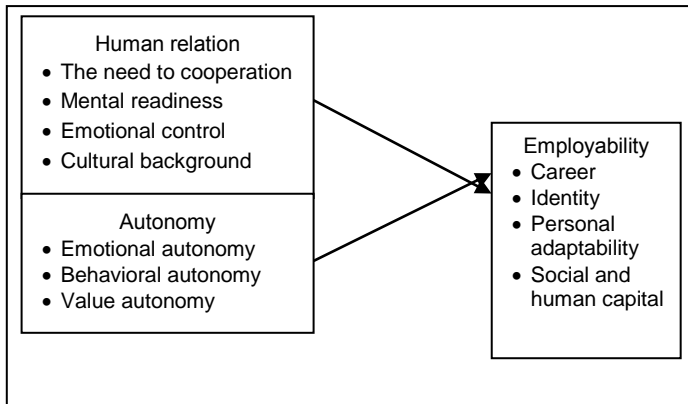 Human relation
• The need to cooperation
• Mental readiness
• Emotional control
• Cultural background
Autonomy
• Emotional autonomy
• Behavioral autonomy
• Value autonomy
Employability
• Career
• Identity
• Personal
adaptability
• Social and
human capital